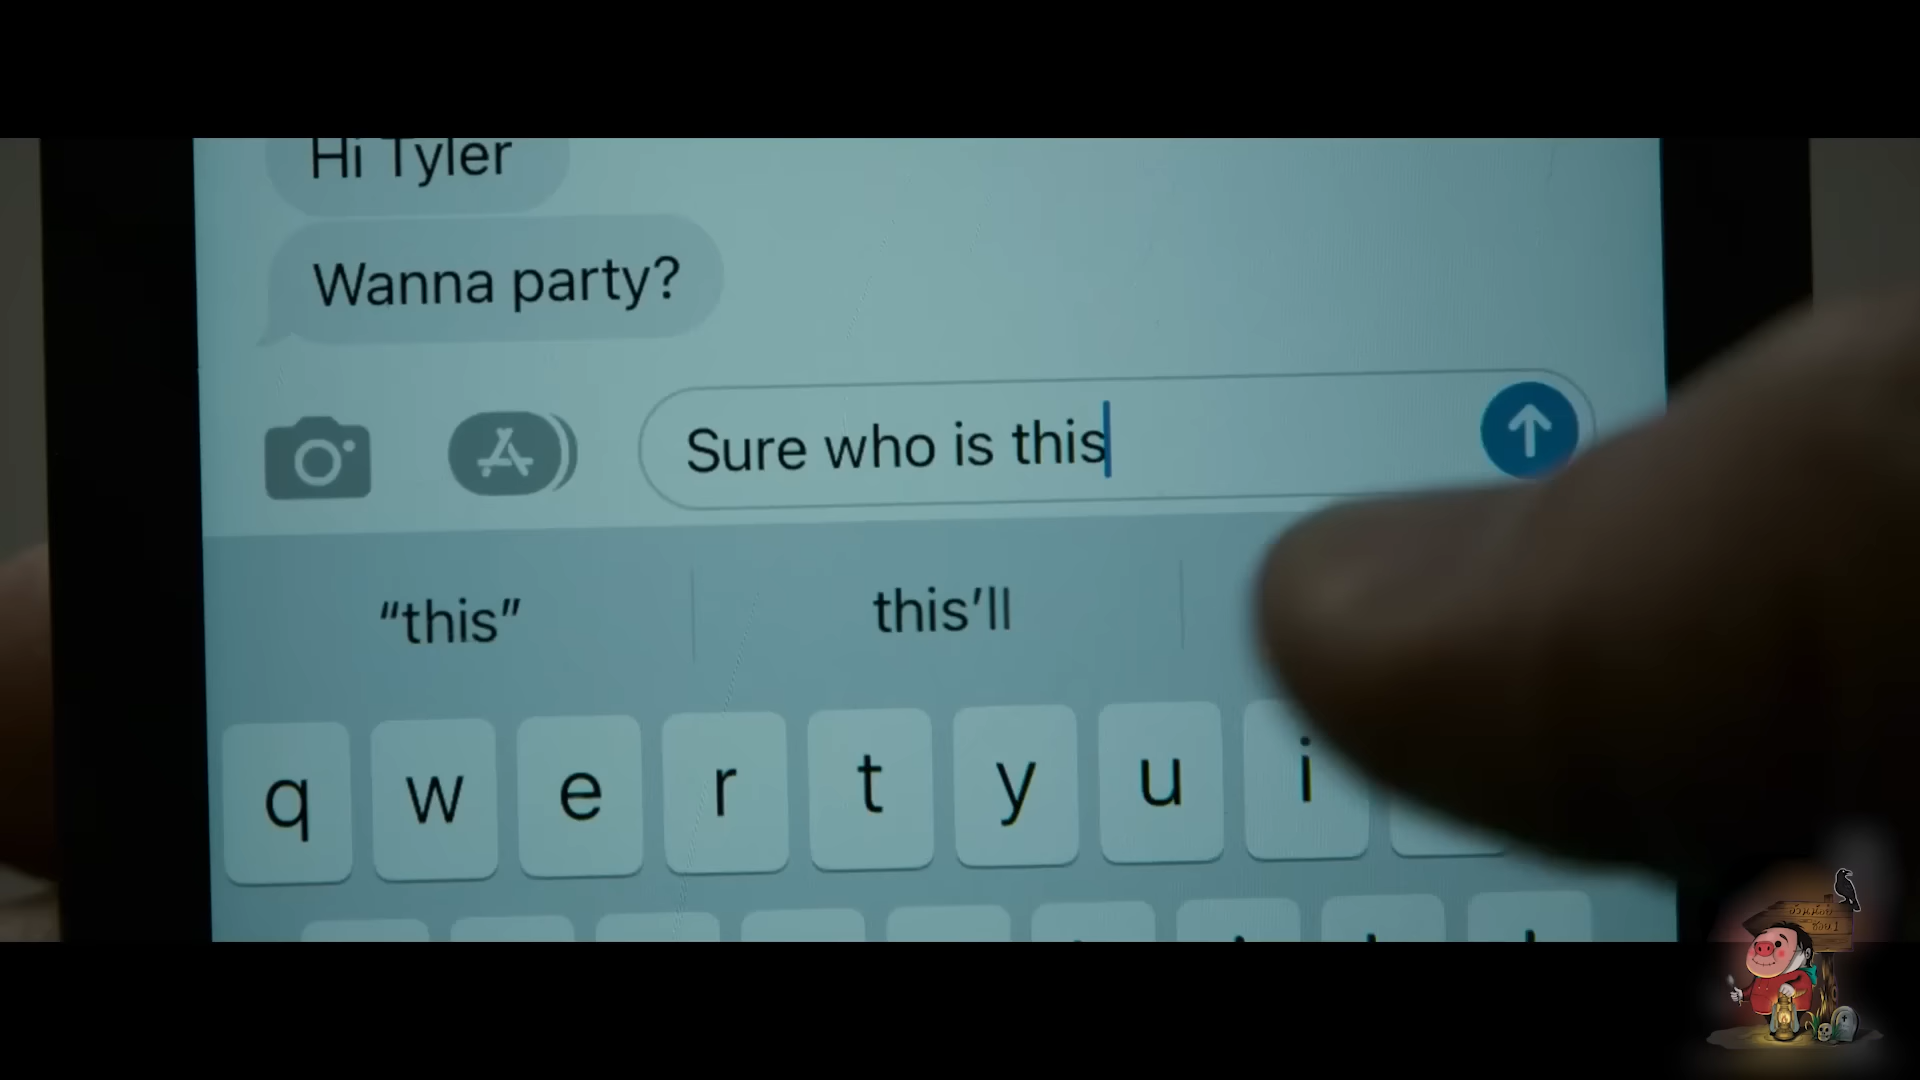 Hi Tyler
Wanna party?
Sure who is this
“this”
this’ll
q w e r t y u i